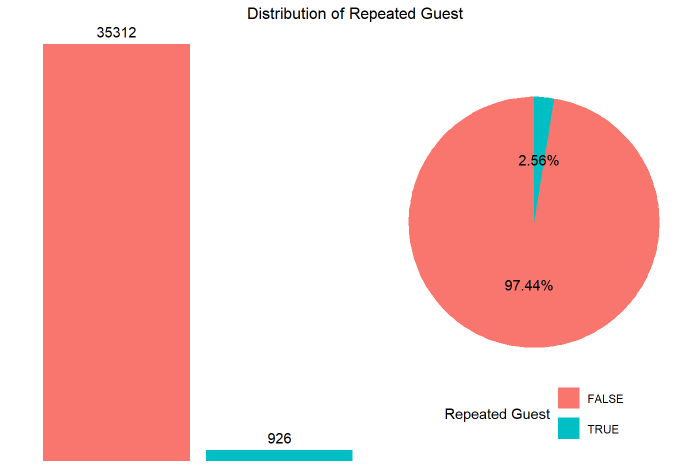 Distribution of Repeated Guest
35312
2.56%
97.44%
926
Repeated Guest
FALSE
TRUE